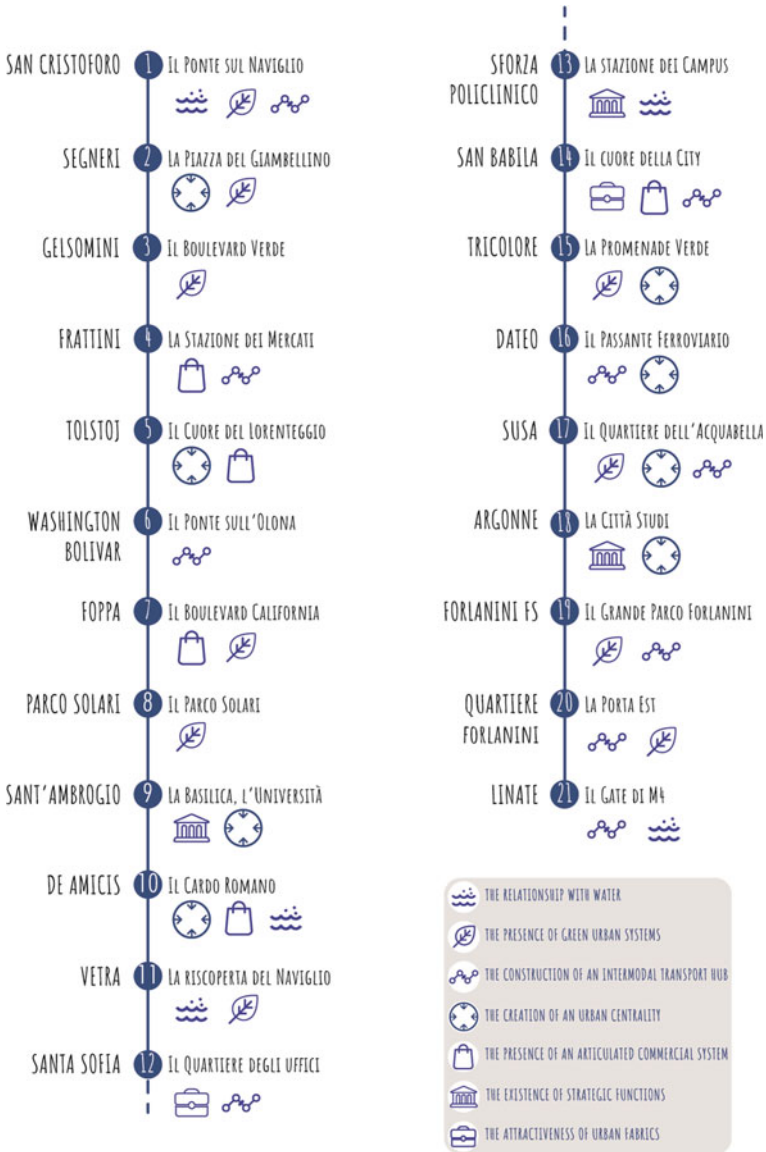 SAN CRISTOFORO 1 IL PONTE SUL NAVIGLIO
SEGNERI 2 LA PIAZZA DEL GIAMBELLINO
GELSOMINI 3 IL BOULEVARD VERDE
FRATTINI 4 LA STAZIONE DEI MERCATI
TOLSTOJ 5 IL CUORE DEL LORENTEGGIO
WASHINGTON 6 IL PONTE SULL'OLONA
BOLIVAR
FOPPA 7 IL BOULEVARD CALIFORNIA
PARCO SOLARI 8 IL PARCO SOLARI
SANT'AMBROGIO 9 LA BASILICA, L'UNIVERSITÀ
DE AMICIS 10 IL CARDO ROMANO
VETRA 11 LA RISCOPERTA DEL NAVIGLIO
SANTA SOFIA 12 IL QUARTIERE DEGLI UFFICI
SFORZA 13 LA STAZIONE DEI CAMPUS
POLICLINICO
SAN BABILA 14 IL CUORE DELLA CITY
TRICOLORE 15 LA PROMENADE VERDE
DATEO 16 IL PASSANTE FERROVIARIO
SUSA 17 IL QUARTIERE DELL'ACQUABELLA
ARGONNE 18 LA CITTÀ STUDI
FORLANINI FS 19 IL GRANDE PARCO FORLANINI
QUARTIERE 20 LA PORTA EST
FORLANINI
LINATE 21 IL GATE DI M4
THE RELATIONSHIP WITH WATER
THE PRESENCE OF GREEN URBAN SYSTEMS
THE CONSTRUCTION OF AN INTERMODAL TRANSPORT HUB
THE CREATION OF AN URBAN CENTRALITY
THE PRESENCE OF AN ARTICULATED COMMERCIAL SYSTEM
THE EXISTENCE OF STRATEGIC FUNCTIONS
THE ATTRACTIVENESS OF URBAN FABRICS